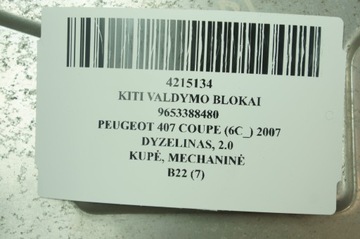 4215134
KITI VALDYMO BLOKAI
9653388480
PEUGEOT 407 COUPE (6C_) 2007
DYZELINAS, 2.0
KUPĖ, MECHANINĖ
B22 (7)